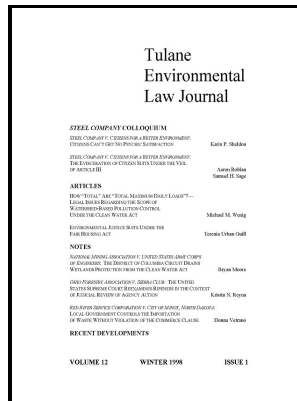 Tulane
Environmental
Law Journal
STEEL COMPANY COLLOQUIUM
STEEL COMPANY V. CITIZENS FOR A BETTER ENVIRONMENT:
CITIZENS CAN'T GET NO PSYCHIC SATISFACTION Karin P. Sheldon
STEEL COMPANY V. CITIZENS FOR A BETTER ENVIRONMENT:
THE EVISCERATION OF CITIZEN SUITS UNDER THE VEIL
OF ARTICLE III Aaron Boblan
Samuel H. Sage
ARTICLES
HOW "TOTAL" ARE "TOTAL MAXIMUM DAILY LOADS"?—
LEGAL ISSUES REGARDING THE SCOPE OF
WATERSHED-BASED POLLUTION CONTROL
UNDER THE CLEAN WATER ACT Michael M. Wenig
ENVIRONMENTAL JUSTICE SUITS UNDER THE
FAIR HOUSING ACT Terenia Urban Guill
NOTES
NATIONAL MINING ASSOCIATION V. UNITED STATES ARMY CORPS
OF ENGINEERS: THE DISTRICT OF COLUMBIA CIRCUIT DRAINS
WETLANDS PROTECTION FROM THE CLEAN WATER ACT Bryan Moore
OHIO FORESTRY ASSOCIATION V. SIERRA CLUB: THE UNITED
STATES SUPREME COURT REEXAMINES RIPENESS IN THE CONTEXT
OF JUDICIAL REVIEW OF AGENCY ACTION Kristin N. Reyna
RED RIVER SERVICE CORPORATION V. CITY OF MINOT, NORTH DAKOTA:
LOCAL GOVERNMENT CONTROLS THE IMPORTATION
OF WASTE WITHOUT VIOLATION OF THE COMMERCE CLAUSE Donna Vetrano
RECENT DEVELOPMENTS
VOLUME 12 WINTER 1998 ISSUE 1